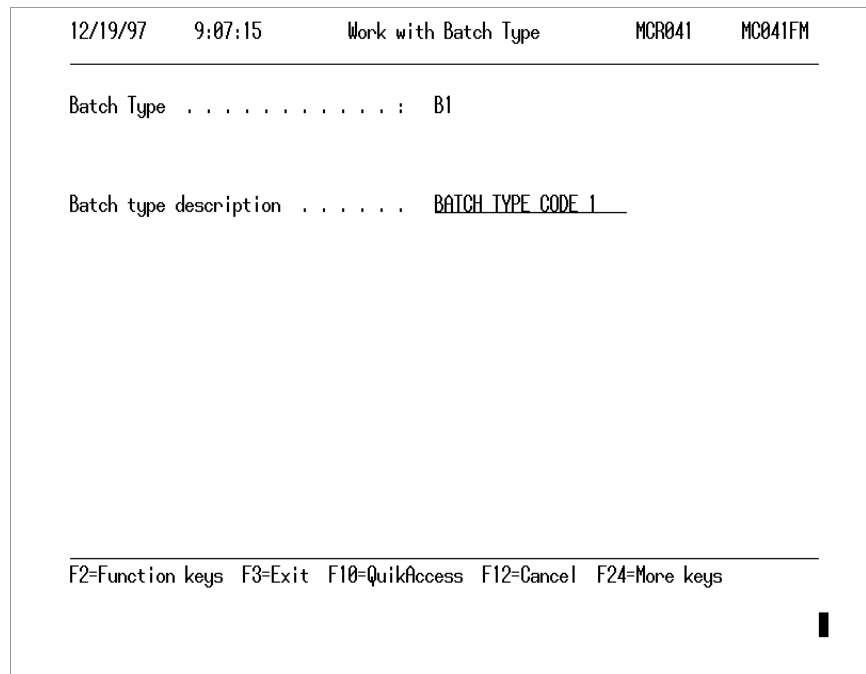 12/19/97 9:07:15 Work with Batch Type MCR041 MC041FM
Batch Type . . . . . . . . . . . . : B1
Batch type description . . . . . . BATCH TYPE CODE 1
F2=Function keys F3=Exit F10=QuikAccess F12=Cancel F24=More keys